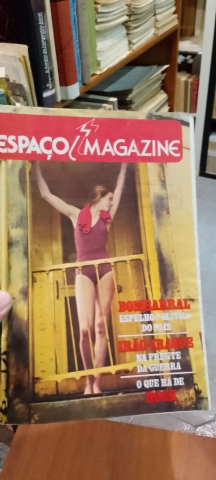 ESPAÇO MAGAZINE
BOMBARRAL
ESPELHO POLÍTICO
DO PAÍS
IRÃO-IRAQUE
NA FRENTE
DA GUERRA
O QUE HÁ DE